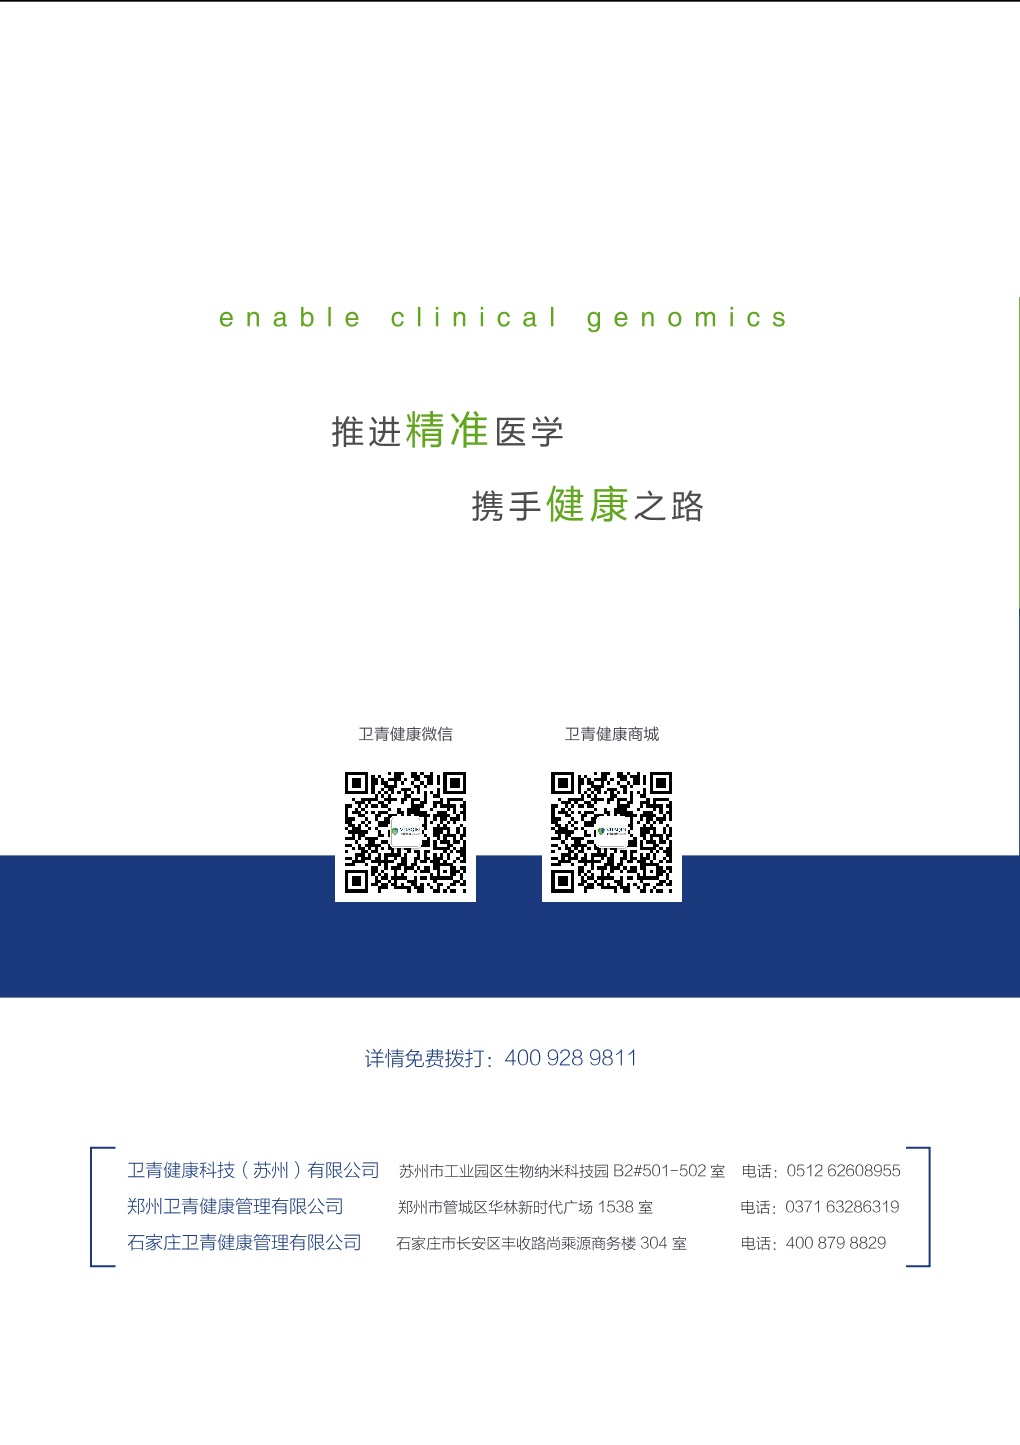 enable clinical genomics
推进精准医学
携手健康之路
卫青健康微信 卫青健康商城
详情免费拨打：400 928 9811
卫青健康科技（苏州）有限公司 苏州市工业园区生物纳米科技园 B2#501-502 室 电话：0512 62608955
郑州卫青健康管理有限公司 郑州市管城区华林新时代广场 1538 室 电话：0371 63286319
石家庄卫青健康管理有限公司 石家庄市长安区丰收路尚乘源商务楼 304 室 电话：400 879 8829